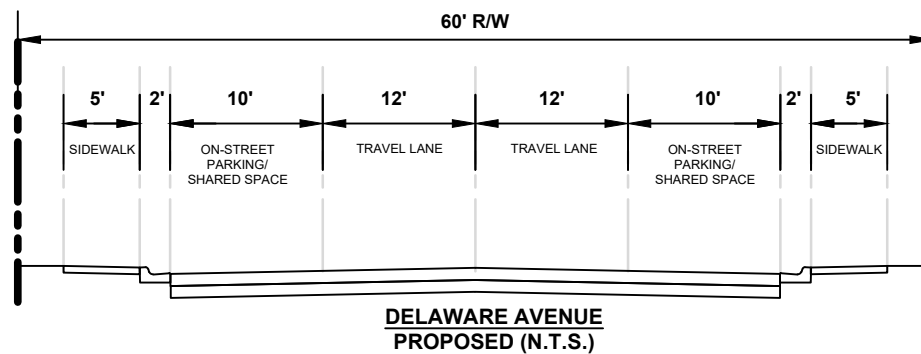 60' R/W
5' 2' 10' 12' 12' 10' 2' 5'
SIDEWALK
ON-STREET
PARKING/
SHARED SPACE
TRAVEL LANE
TRAVEL LANE
ON-STREET
PARKING/
SHARED SPACE
SIDEWALK
DELAWARE AVENUE
PROPOSED (N.T.S.)